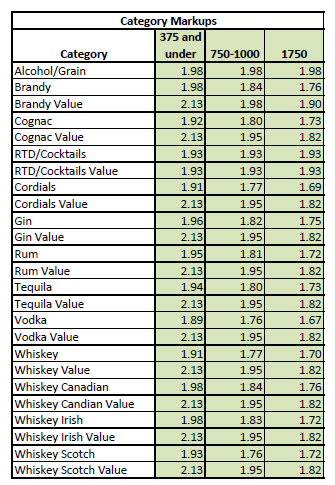 Category Markups
Category 375 and under 750-1000 1750
Alcohol/Grain 1.98 1.98 1.98
Brandy 1.98 1.84 1.76
Brandy Value 2.13 1.98 1.90
Cognac 1.92 1.80 1.73
Cognac Value 2.13 1.95 1.82
RTD/Cocktails 1.93 1.93 1.93
RTD/Cocktails Value 1.93 1.93 1.93
Cordials 1.91 1.77 1.69
Cordials Value 2.13 1.95 1.82
Gin 1.96 1.82 1.75
Gin Value 2.13 1.95 1.82
Rum 1.95 1.81 1.72
Rum Value 2.13 1.95 1.82
Tequila 1.94 1.80 1.73
Tequila Value 2.13 1.95 1.82
Vodka 1.89 1.76 1.67
Vodka Value 2.13 1.95 1.82
Whiskey 1.91 1.77 1.70
Whiskey Value 2.13 1.95 1.82
Whiskey Canadian 1.98 1.84 1.76
Whiskey Candian Value 2.13 1.95 1.82
Whiskey Irish 1.98 1.83 1.72
Whiskey Irish Value 2.13 1.95 1.82
Whiskey Scotch 1.93 1.76 1.72
Whiskey Scotch Value 2.13 1.95 1.82